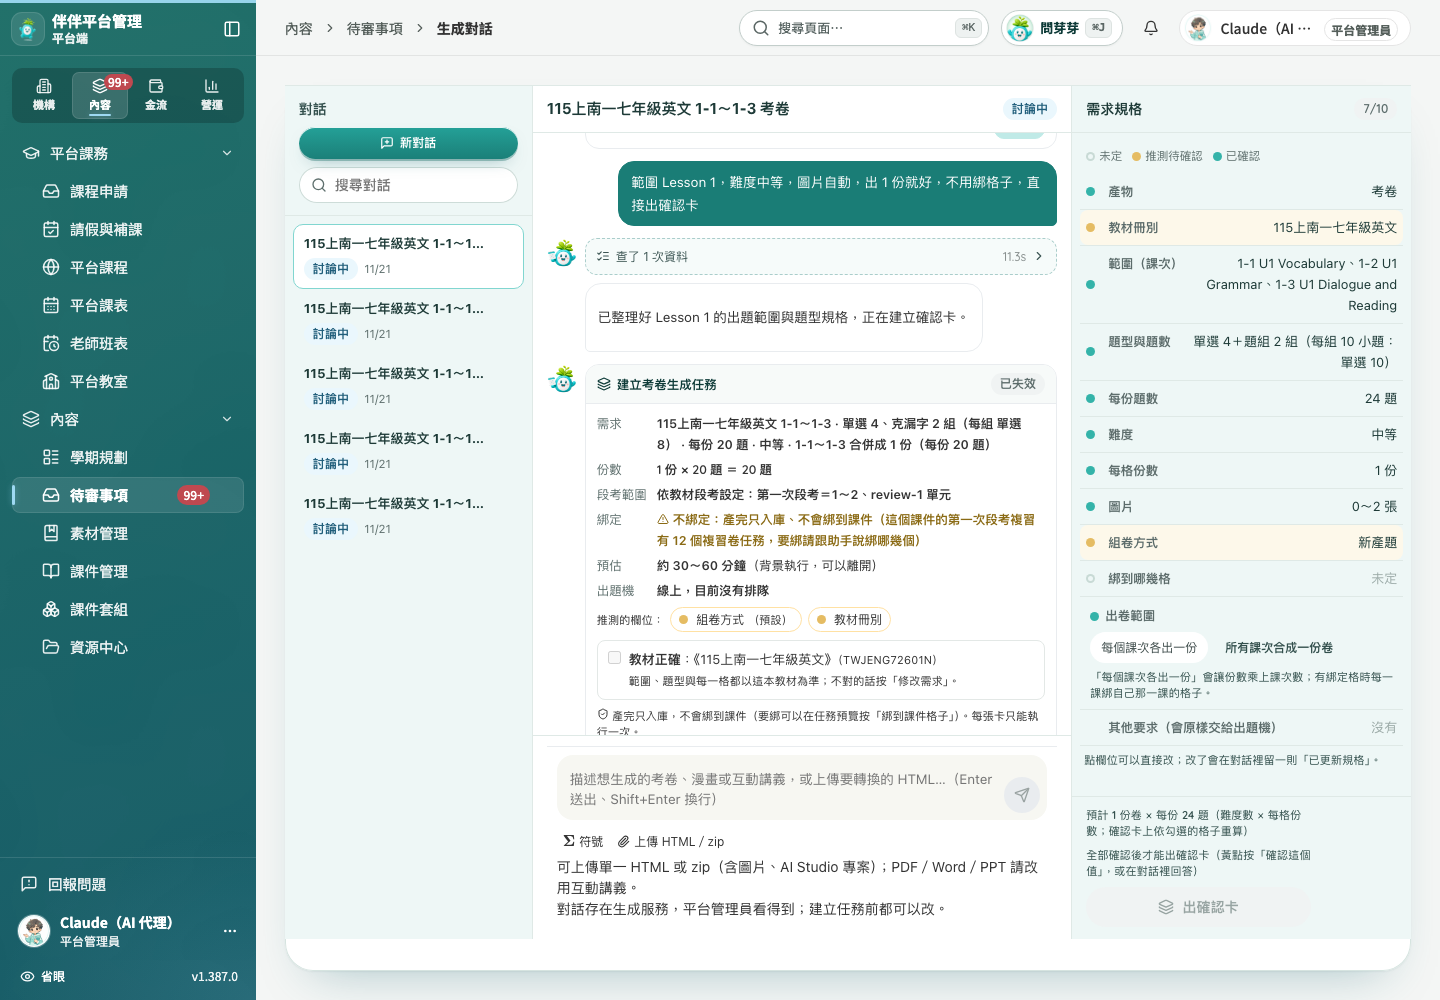 伴伴平台管理
平台端
機構
99+
內容
金流
營運
平台課務
課程申請
請假與補課
平台課程
平台課表
老師班表
平台教室
內容
學期規劃
待審事項
99+
素材管理
課件管理
課件套組
資源中心
回報問題
Claude（AI 代理）
平台管理員
省眼
v1.387.0
內容
待審事項
生成對話
搜尋頁面…
⌘K
問芽芽
⌘J
Claude（AI …
平台管理員
對話
新對話
搜尋對話
115上南一七年級英文 1-1～1...
討論中
11/21
115上南一七年級英文 1-1～1...
討論中
11/21
115上南一七年級英文 1-1～1...
討論中
11/21
115上南一七年級英文 1-1～1...
討論中
11/21
115上南一七年級英文 1-1～1...
討論中
11/21
115上南一七年級英文 1-1～1-3 考卷
討論中
範圍 Lesson 1，難度中等，圖片自動，出 1 份就好，不用綁格子，直
接出確認卡
查了 1 次資料
11.3s
已整理好 Lesson 1 的出題範圍與題型規格，正在建立確認卡。
建立考卷生成任務
已失效
需求
115上南一七年級英文 1-1～1-3 · 單選 4、克漏字 2 組（每組 單選
8） · 每份 20 題 · 中等 · 1-1～1-3 合併成 1 份（每份 20 題）
份數
1 份 × 20 題 ＝ 20 題
段考範圍
依教材段考設定：第一次段考＝1～2、review-1 單元
綁定
不綁定：產完只入庫、不會綁到課件（這個課件的第一次段考複習
有 12 個複習卷任務，要綁請跟助手說綁哪幾個）
預估
約 30～60 分鐘（背景執行，可以離開）
出題機
線上，目前沒有排隊
推測的欄位：
組卷方式 （預設）
教材冊別
教材正確：《115上南一七年級英文》（TWJENG72601N）
範圍、題型與每一格都以這本教材為準；不對的話按「修改需求」。
產完只入庫，不會綁到課件（要綁可以在任務預覽按「綁到課件格子」）。每張卡只能執
行一次。
描述想生成的考卷、漫畫或互動講義，或上傳要轉換的 HTML...（Enter
送出、Shift+Enter 換行）
符號
上傳 HTML / zip
可上傳單一 HTML 或 zip（含圖片、AI Studio 專案）；PDF / Word / PPT 請改
用互動講義。
對話存在生成服務，平台管理員看得到；建立任務前都可以改。
需求規格
7/10
未定
推測待確認
已確認
產物
考卷
教材冊別
115上南一七年級英文
範圍（課次）
1-1 U1 Vocabulary、1-2 U1
Grammar、1-3 U1 Dialogue and
Reading
題型與題數
單選 4＋題組 2 組（每組 10 小題：
單選 10）
每份題數
24 題
難度
中等
每格份數
1 份
圖片
0～2 張
組卷方式
新產題
綁到哪幾格
未定
出卷範圍
每個課次各出一份
所有課次合成一份卷
「每個課次各出一份」會讓份數乘上課次數；有綁定格時每一
課綁自己那一課的格子。
其他要求（會原樣交給出題機）
沒有
點欄位可以直接改；改了會在對話裡留一則「已更新規格」。
預計 1 份卷 × 每份 24 題（難度數 × 每格份
數；確認卡上依勾選的格子重算）
全部確認後才能出確認卡（黃點按「確認這個
值」，或在對話裡回答）
出確認卡